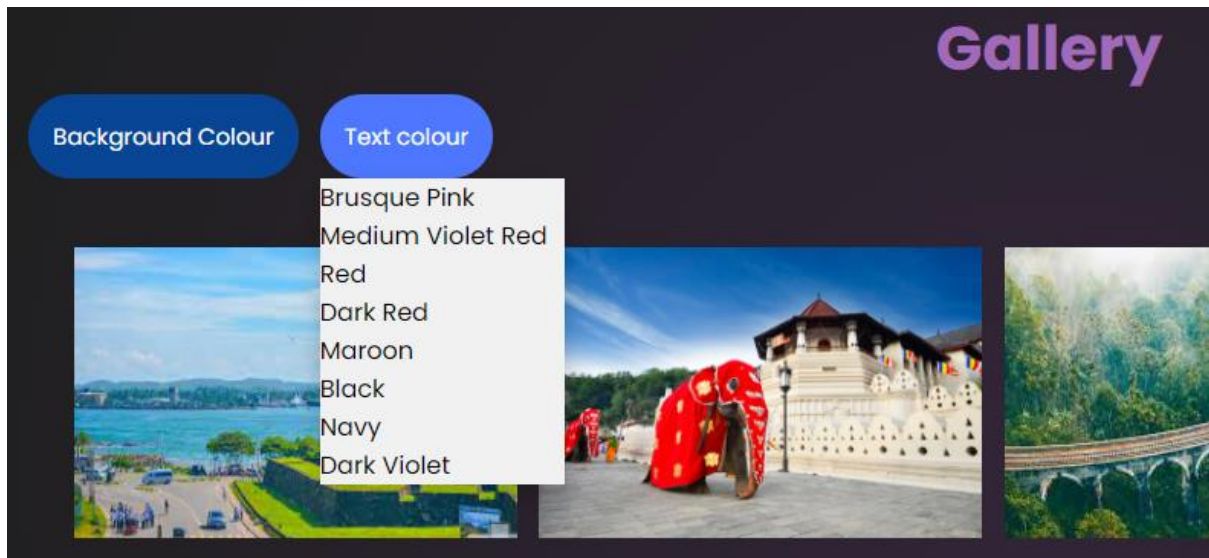 Gallery
Background Colour
Text colour
Brusque Pink
Medium Violet Red
Red
Dark Red
Maroon
Black
Navy
Dark Violet